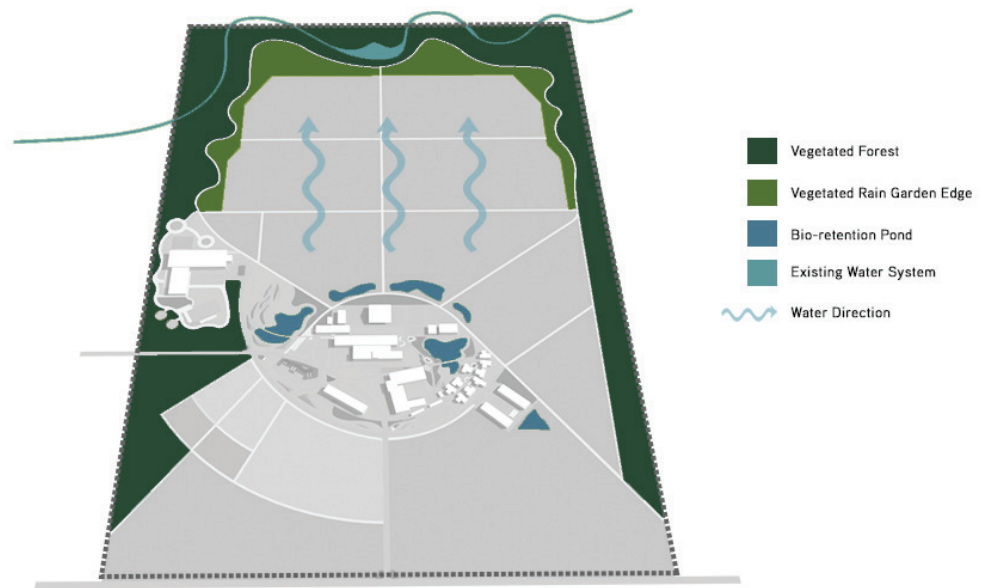 Vegetated Forest
Vegetated Rain Garden Edge
Bio-retention Pond
Existing Water System
Water Direction